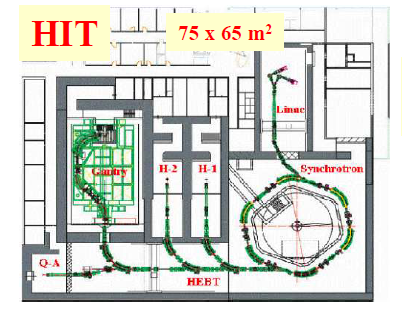 HIT
75 x 65 m²
Linac
Gantry
H-2
H-1
Synchrotron
Q-A
HEBT